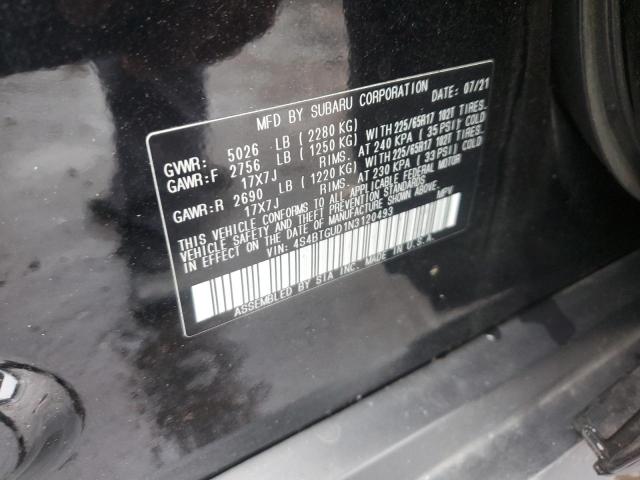 MFD BY SUBARU CORPORATION DATE: 07/21
GVWR: 5026 LB (2280 KG)
GAWR:F 2756 LB (1250 KG) WITH 225/65R17 102T TIRES,
17X7J RIMS, AT 240 KPA (35 PSI) COLD
GAWR:R 2690 LB (1220 KG) WITH 225/65R17 102T TIRES,
17X7J RIMS, AT 230 KPA (33 PSI) COLD
THIS VEHICLE CONFORMS TO ALL APPLICABLE FEDERAL MOTOR
VEHICLE SAFETY AND THEFT PREVENTION STANDARDS
IN EFFECT ON THE DATE OF MANUFACTURE SHOWN ABOVE.
VIN: 4S4BTGUD1N3120493 MPV
ASSEMBLED BY SIA INC. MADE IN U.S.A.